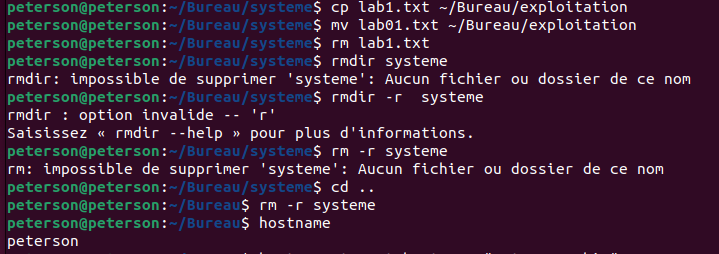 peterson@peterson:~/Bureau/systeme$ cp lab1.txt ~/Bureau/exploitation
peterson@peterson:~/Bureau/systeme$ mv lab01.txt ~/Bureau/exploitation
peterson@peterson:~/Bureau/systeme$ rm lab1.txt
peterson@peterson:~/Bureau/systeme$ rmdir systeme
rmdir: impossible de supprimer 'systeme': Aucun fichier ou dossier de ce nom
peterson@peterson:~/Bureau/systeme$ rmdir -r  systeme
rmdir : option invalide -- 'r'
Saisissez « rmdir --help » pour plus d'informations.
peterson@peterson:~/Bureau/systeme$ rm -r systeme
rm: impossible de supprimer 'systeme': Aucun fichier ou dossier de ce nom
peterson@peterson:~/Bureau/systeme$ cd ..
peterson@peterson:~/Bureau$ rm -r systeme
peterson@peterson:~/Bureau$ hostname
peterson